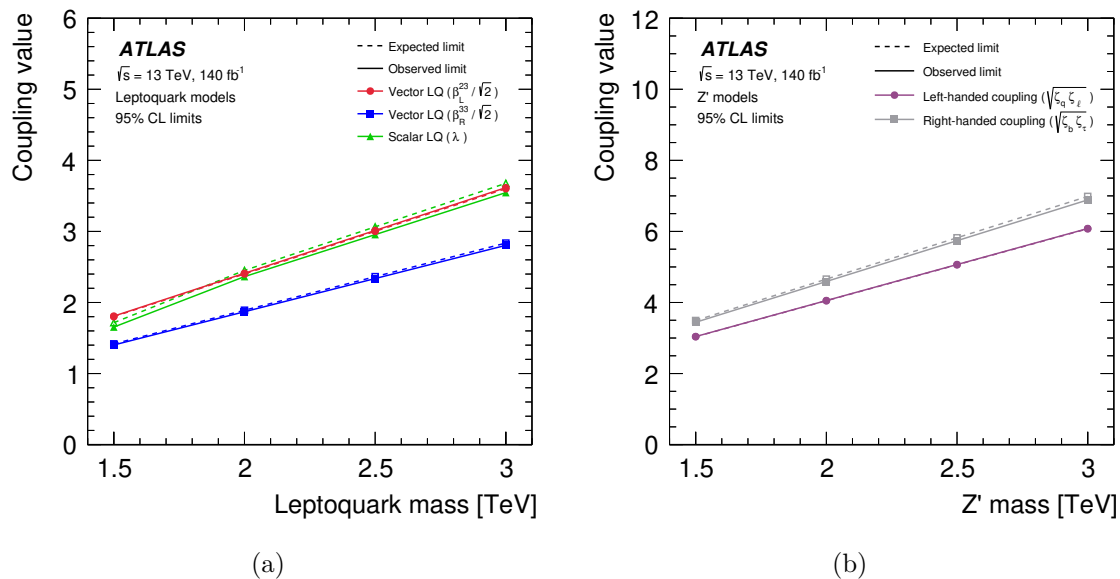 Coupling value
6
5
4
3
2
1
0
ATLAS
√s = 13 TeV, 140 fb⁻¹
Leptoquark models
95% CL limits
Expected limit
Observed limit
Vector LQ (β_L^23 / √2)
Vector LQ (β_R^33 / √2)
Scalar LQ (λ)
1.5 2 2.5 3
Leptoquark mass [TeV]
(a)
Coupling value
12
10
8
6
4
2
0
ATLAS
√s = 13 TeV, 140 fb⁻¹
Z' models
95% CL limits
Expected limit
Observed limit
Left-handed coupling (√ζ_q ζ_ℓ)
Right-handed coupling (√ζ_b ζ_τ)
1.5 2 2.5 3
Z' mass [TeV]
(b)